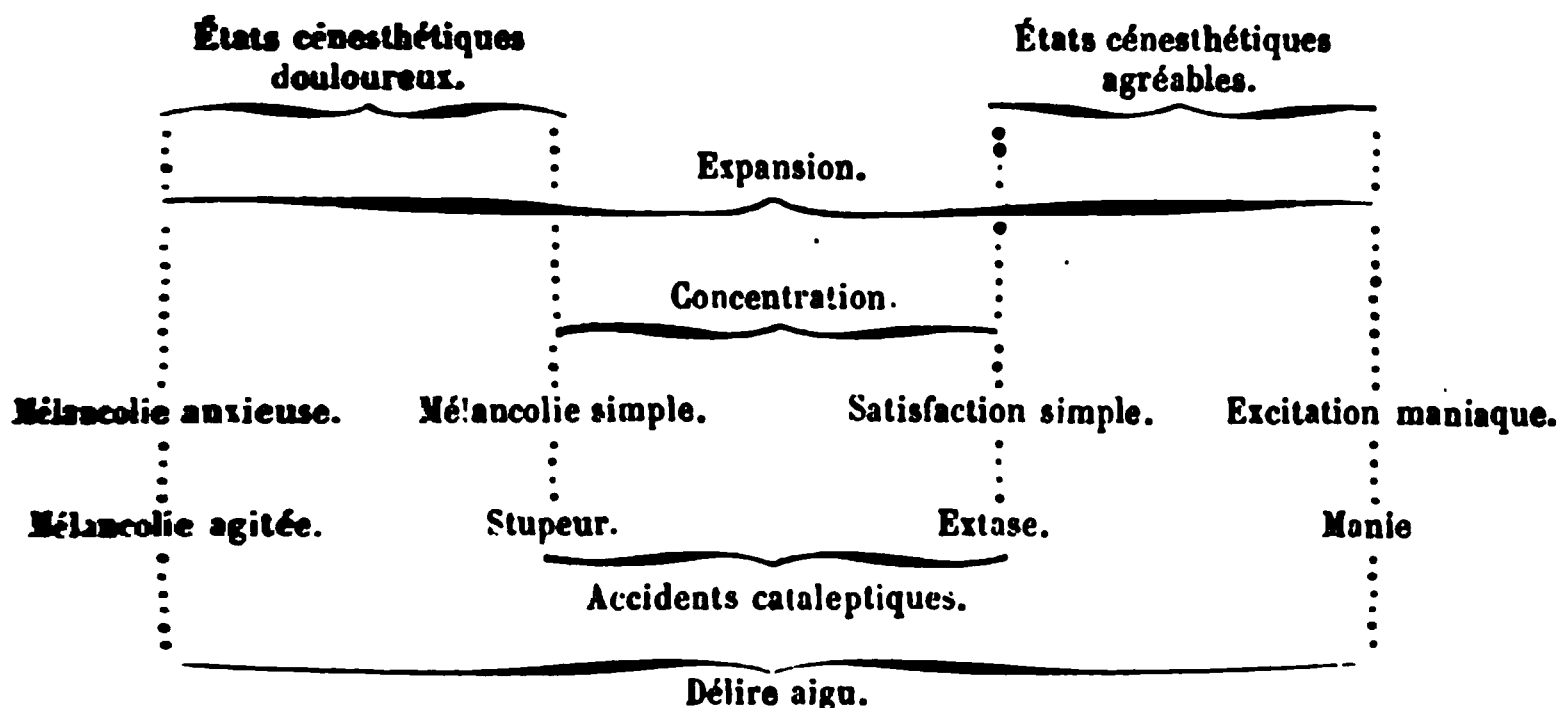 États cénesthétiques
douloureux.
États cénesthétiques
agréables.
Expansion.
Concentration.
Mélancolie anxieuse. Mélancolie simple. Satisfaction simple. Excitation maniaque.
Mélancolie agitée. Stupeur. Extase. Manie
Accidents cataleptiques.
Délire aigu.